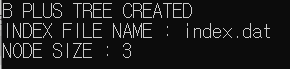 B PLUS TREE CREATED
INDEX FILE NAME : index.dat
NODE SIZE : 3